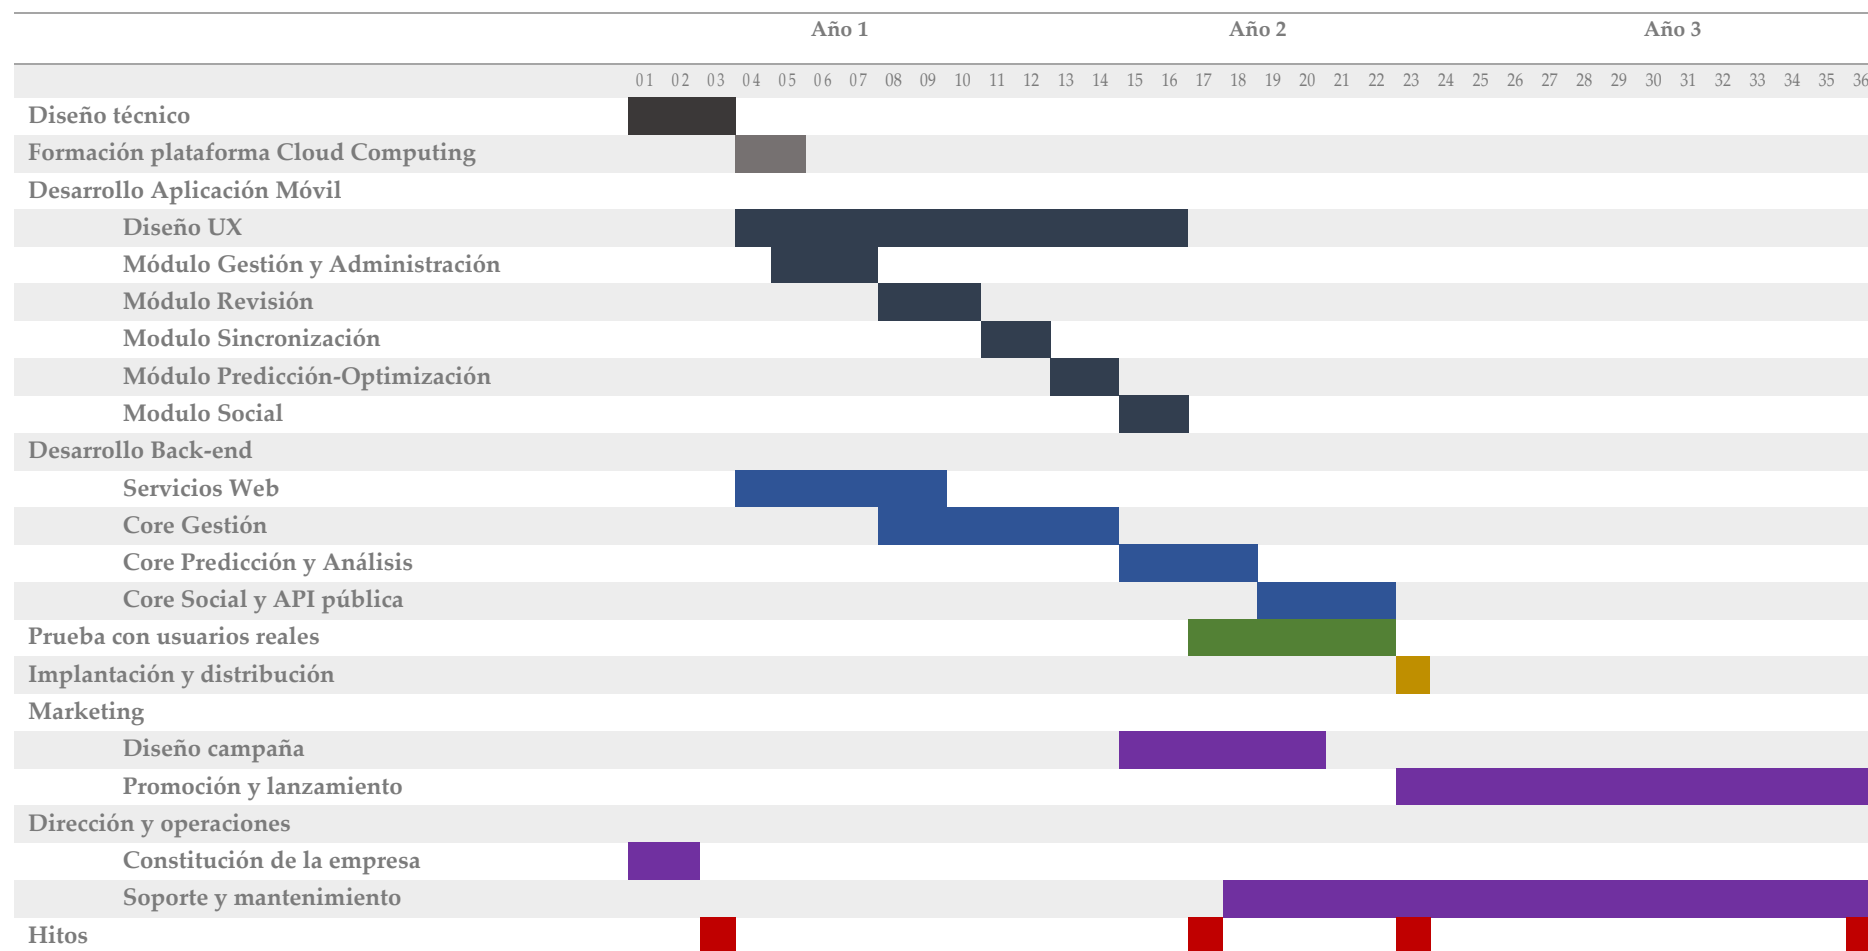 Año 1 Año 2 Año 3
01 02 03 04 05 06 07 08 09 10 11 12 13 14 15 16 17 18 19 20 21 22 23 24 25 26 27 28 29 30 31 32 33 34 35 36
Diseño técnico
Formación plataforma Cloud Computing
Desarrollo Aplicación Móvil
Diseño UX
Módulo Gestión y Administración
Módulo Revisión
Modulo Sincronización
Módulo Predicción-Optimización
Modulo Social
Desarrollo Back-end
Servicios Web
Core Gestión
Core Predicción y Análisis
Core Social y API pública
Prueba con usuarios reales
Implantación y distribución
Marketing
Diseño campaña
Promoción y lanzamiento
Dirección y operaciones
Constitución de la empresa
Soporte y mantenimiento
Hitos